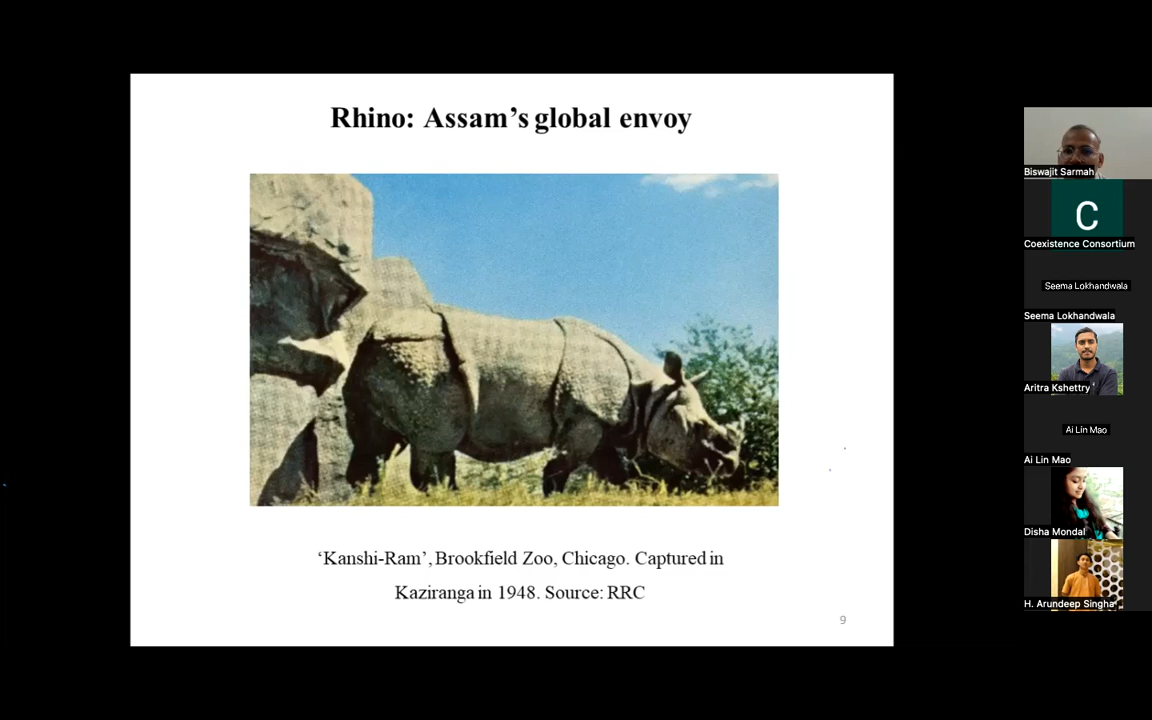 Rhino: Assam’s global envoy
‘Kanshi-Ram’, Brookfield Zoo, Chicago. Captured in
Kaziranga in 1948. Source: RRC
9
Biswajit Sarmah
C
Coexistence Consortium
Seema Lokhandwala
Seema Lokhandwala
Aritra Kshettry
Ai Lin Mao
Ai Lin Mao
Disha Mondal
H. Arundeep Singha